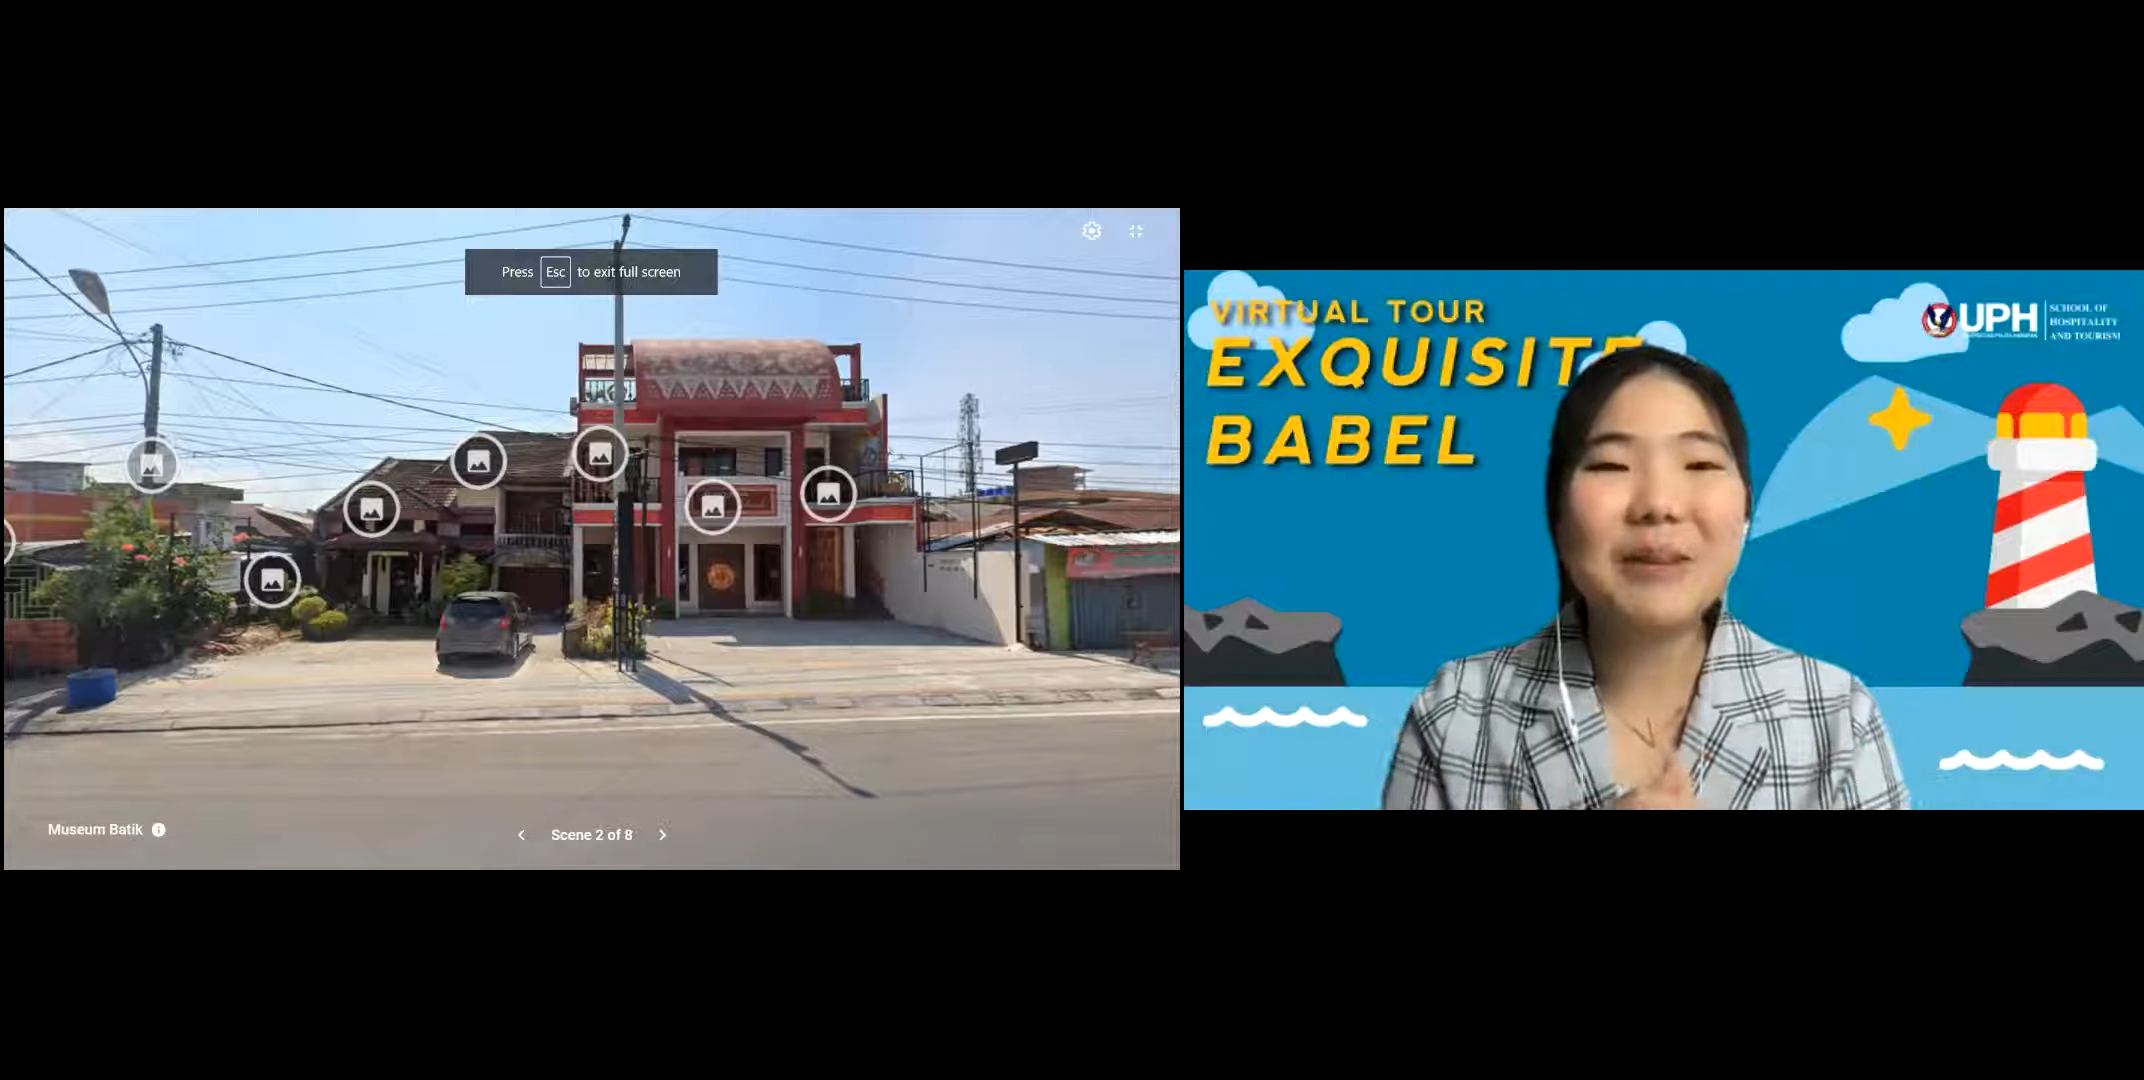 Press Esc to exit full screen
Museum Batik
Scene 2 of 8
VIRTUAL TOUR
EXQUISITE
BABEL
UPH
SCHOOL OF
HOSPITALITY
AND TOURISM